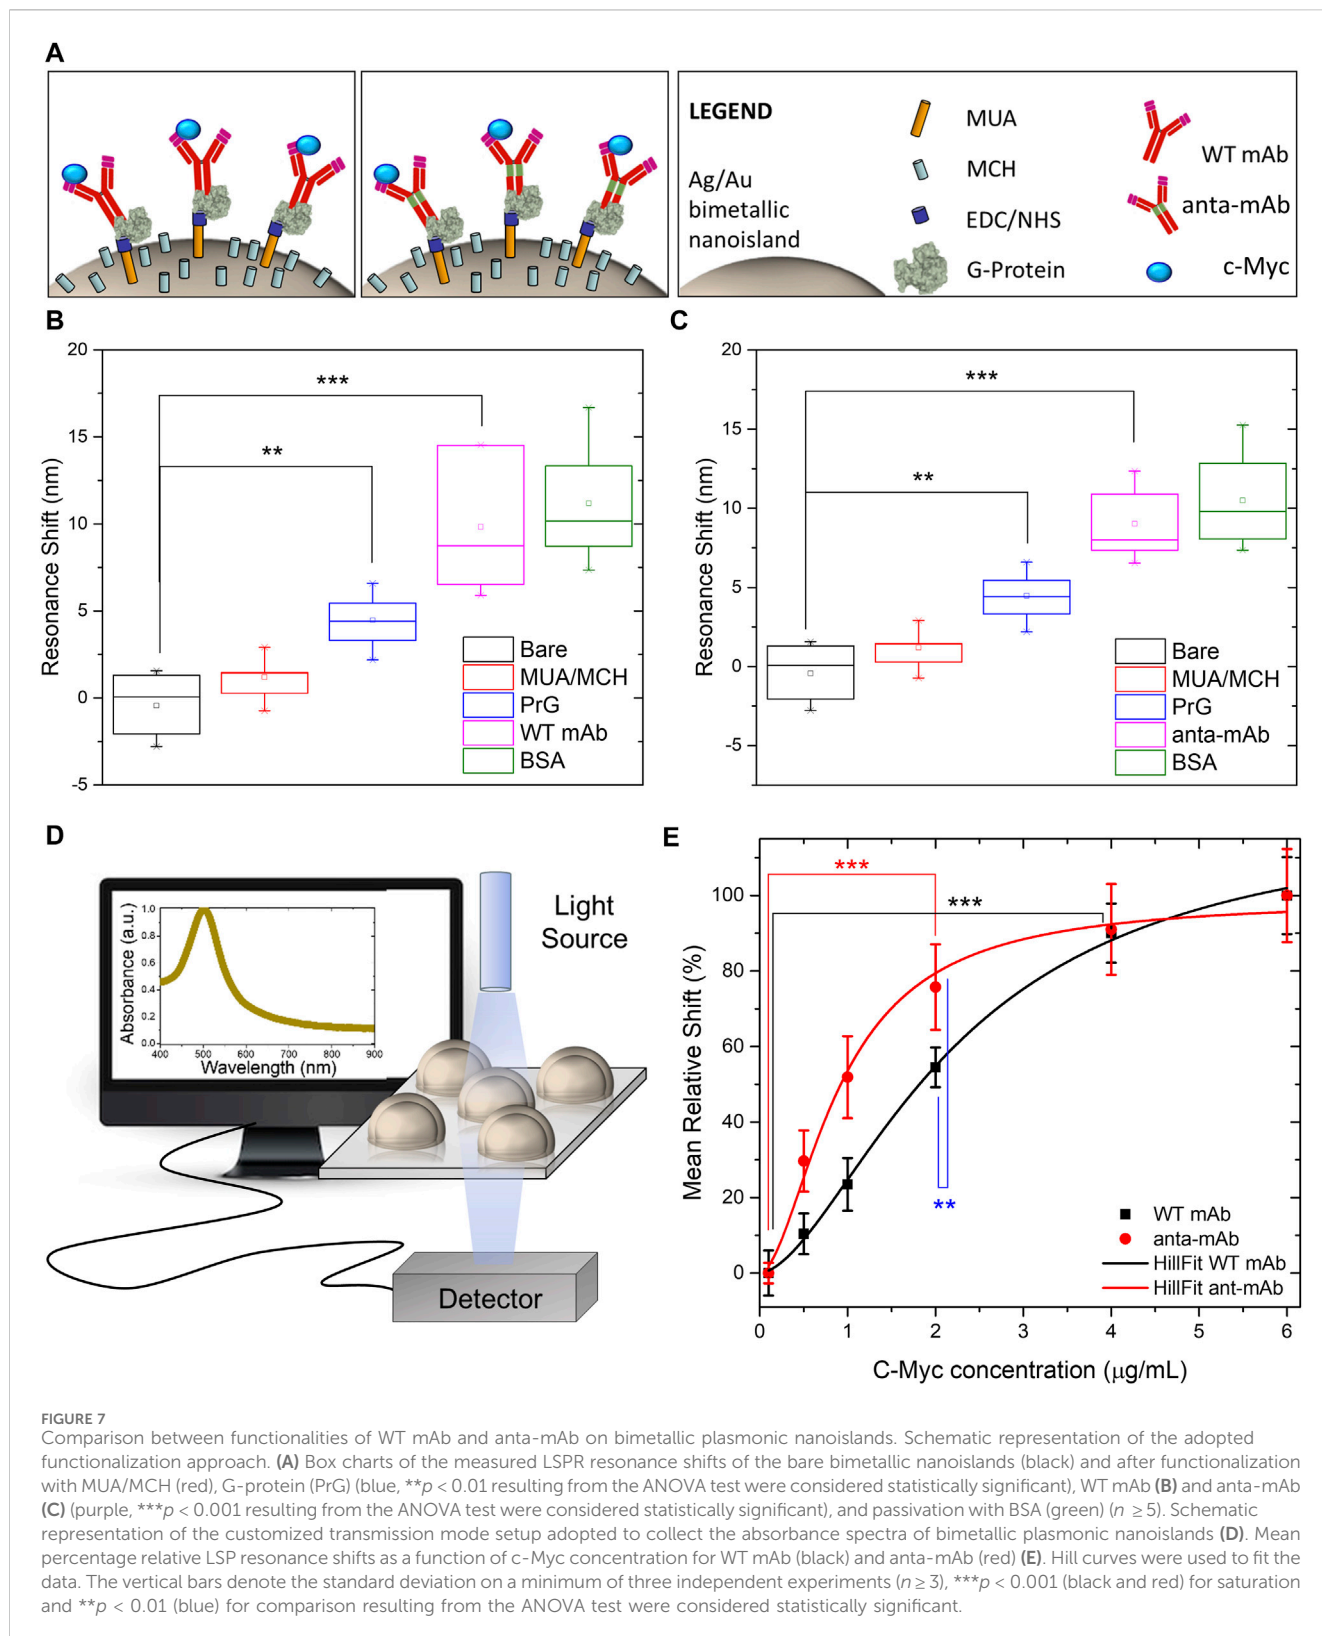 A
LEGEND
Ag/Au
bimetallic
nanoisland
MUA
MCH
EDC/NHS
G-Protein
WT mAb
anta-mAb
c-Myc
B
Resonance Shift (nm)
20
15
10
5
0
-5
***
**
Bare
MUA/MCH
PrG
WT mAb
BSA
C
Resonance Shift (nm)
20
15
10
5
0
-5
***
**
Bare
MUA/MCH
PrG
anta-mAb
BSA
D
Absorbance (a.u.)
1.0
0.8
0.6
0.4
0.2
0.0
400 500 600 700 800 900
Wavelength (nm)
Light
Source
Detector
E
Mean Relative Shift (%)
100
80
60
40
20
0
***
***
**
WT mAb
anta-mAb
HillFit WT mAb
HillFit ant-mAb
0 1 2 3 4 5 6
C-Myc concentration (µg/mL)
FIGURE 7
Comparison between functionalities of WT mAb and anta-mAb on bimetallic plasmonic nanoislands. Schematic representation of the adopted
functionalization approach. (A) Box charts of the measured LSPR resonance shifts of the bare bimetallic nanoislands (black) and after functionalization
with MUA/MCH (red), G-protein (PrG) (blue, **p < 0.01 resulting from the ANOVA test were considered statistically significant), WT mAb (B) and anta-mAb
(C) (purple, ***p < 0.001 resulting from the ANOVA test were considered statistically significant), and passivation with BSA (green) (n ≥ 5). Schematic
representation of the customized transmission mode setup adopted to collect the absorbance spectra of bimetallic plasmonic nanoislands (D). Mean
percentage relative LSP resonance shifts as a function of c-Myc concentration for WT mAb (black) and anta-mAb (red) (E). Hill curves were used to fit the
data. The vertical bars denote the standard deviation on a minimum of three independent experiments (n ≥ 3), ***p < 0.001 (black and red) for saturation
and **p < 0.01 (blue) for comparison resulting from the ANOVA test were considered statistically significant.